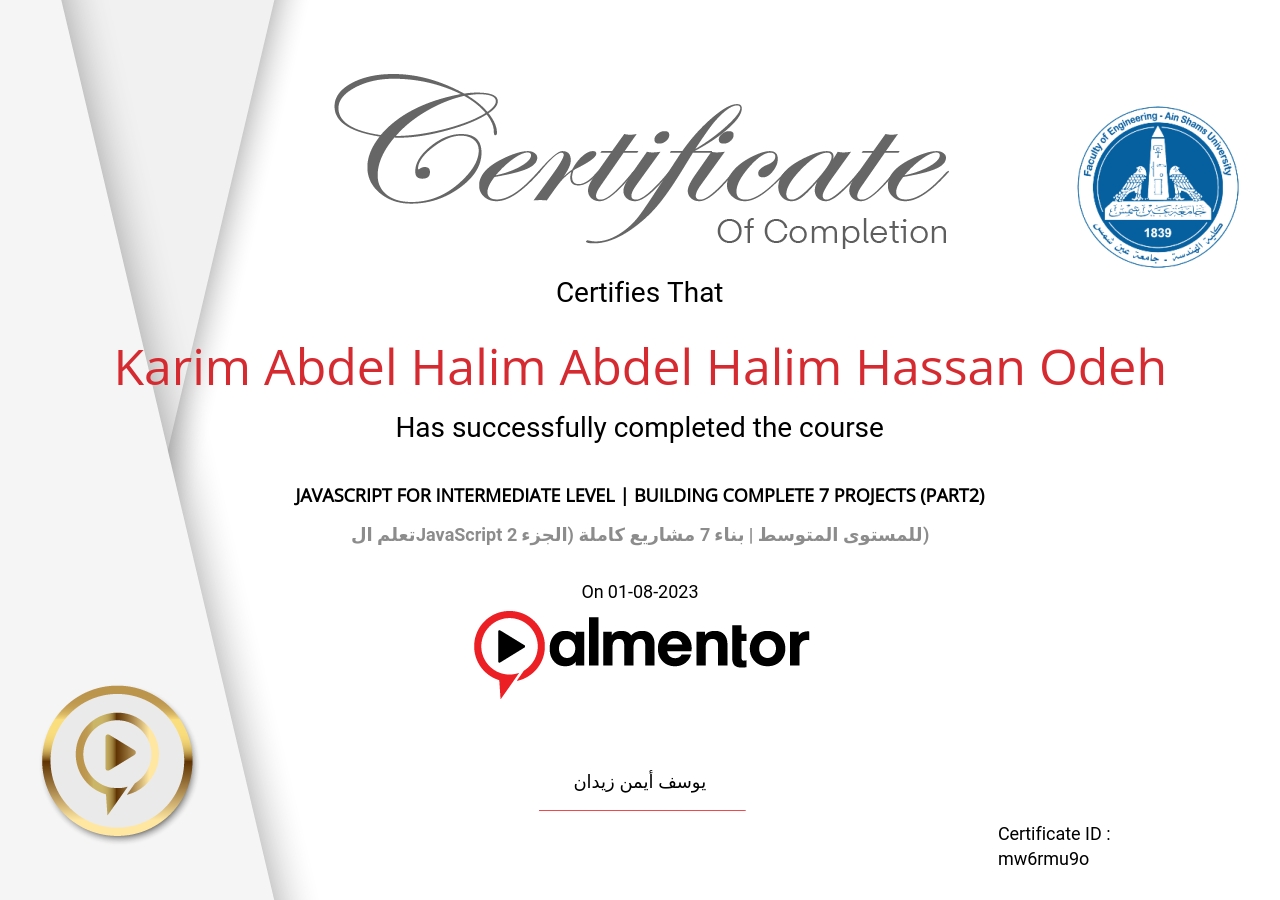 Certificate
Of Completion
Faculty of Engineering - Ain Shams University
جامعة عين شمس
1839
كلية الهندسة - جامعة عين شمس
Certifies That
Karim Abdel Halim Abdel Halim Hassan Odeh
Has successfully completed the course
JAVASCRIPT FOR INTERMEDIATE LEVEL | BUILDING COMPLETE 7 PROJECTS (PART2)
تعلم الJavaScript للمستوى المتوسط | بناء 7 مشاريع كاملة (الجزء 2)
On 01-08-2023
almentor
يوسف أيمن زيدان
Certificate ID :
mw6rmu9o